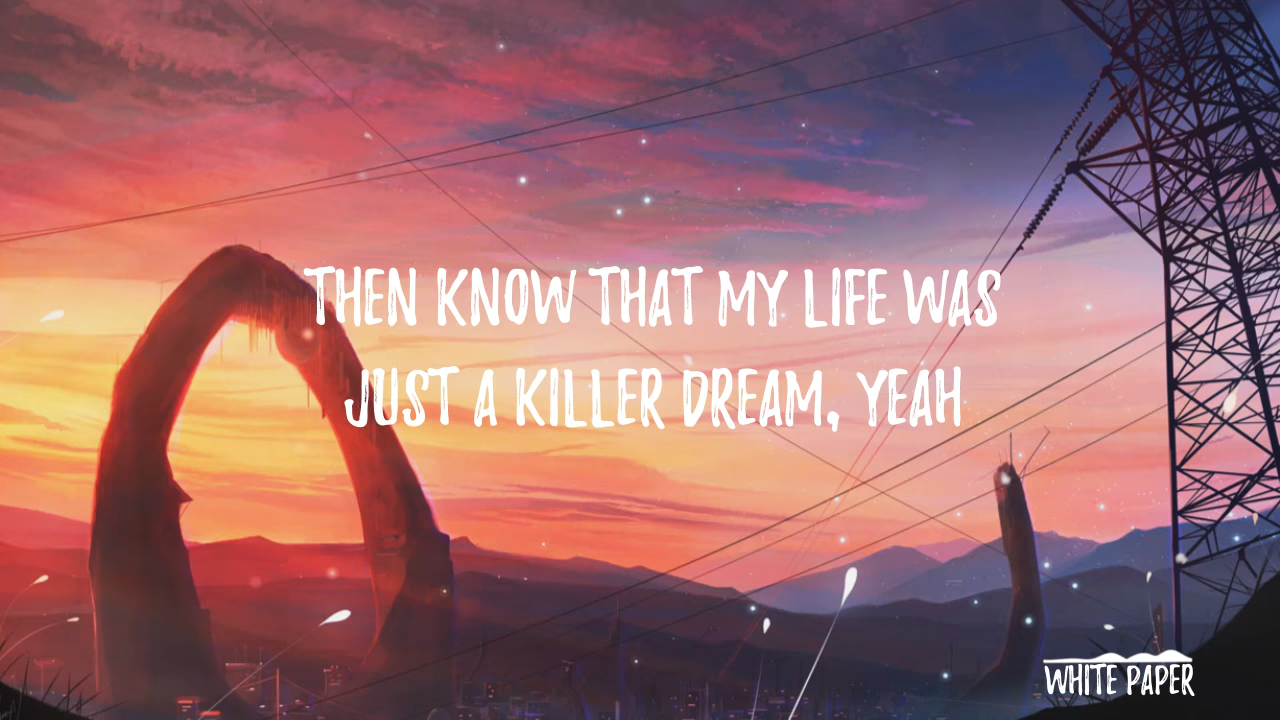 THEN KNOW THAT MY LIFE WAS
JUST A KILLER DREAM, YEAH
WHITE PAPER